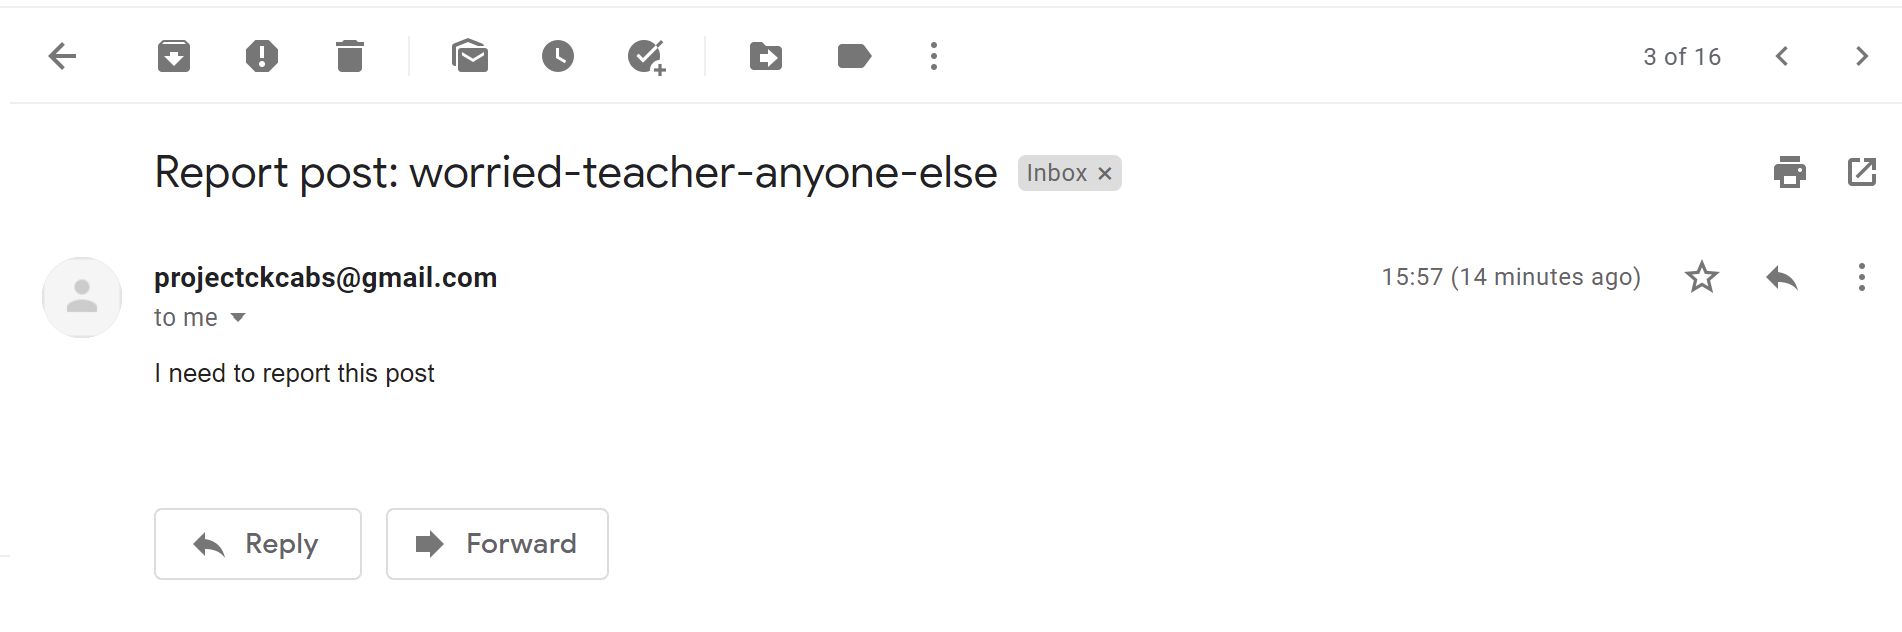 3 of 16
Report post: worried-teacher-anyone-else
Inbox ×
projectckcabs@gmail.com
15:57 (14 minutes ago)
to me
I need to report this post
Reply
Forward